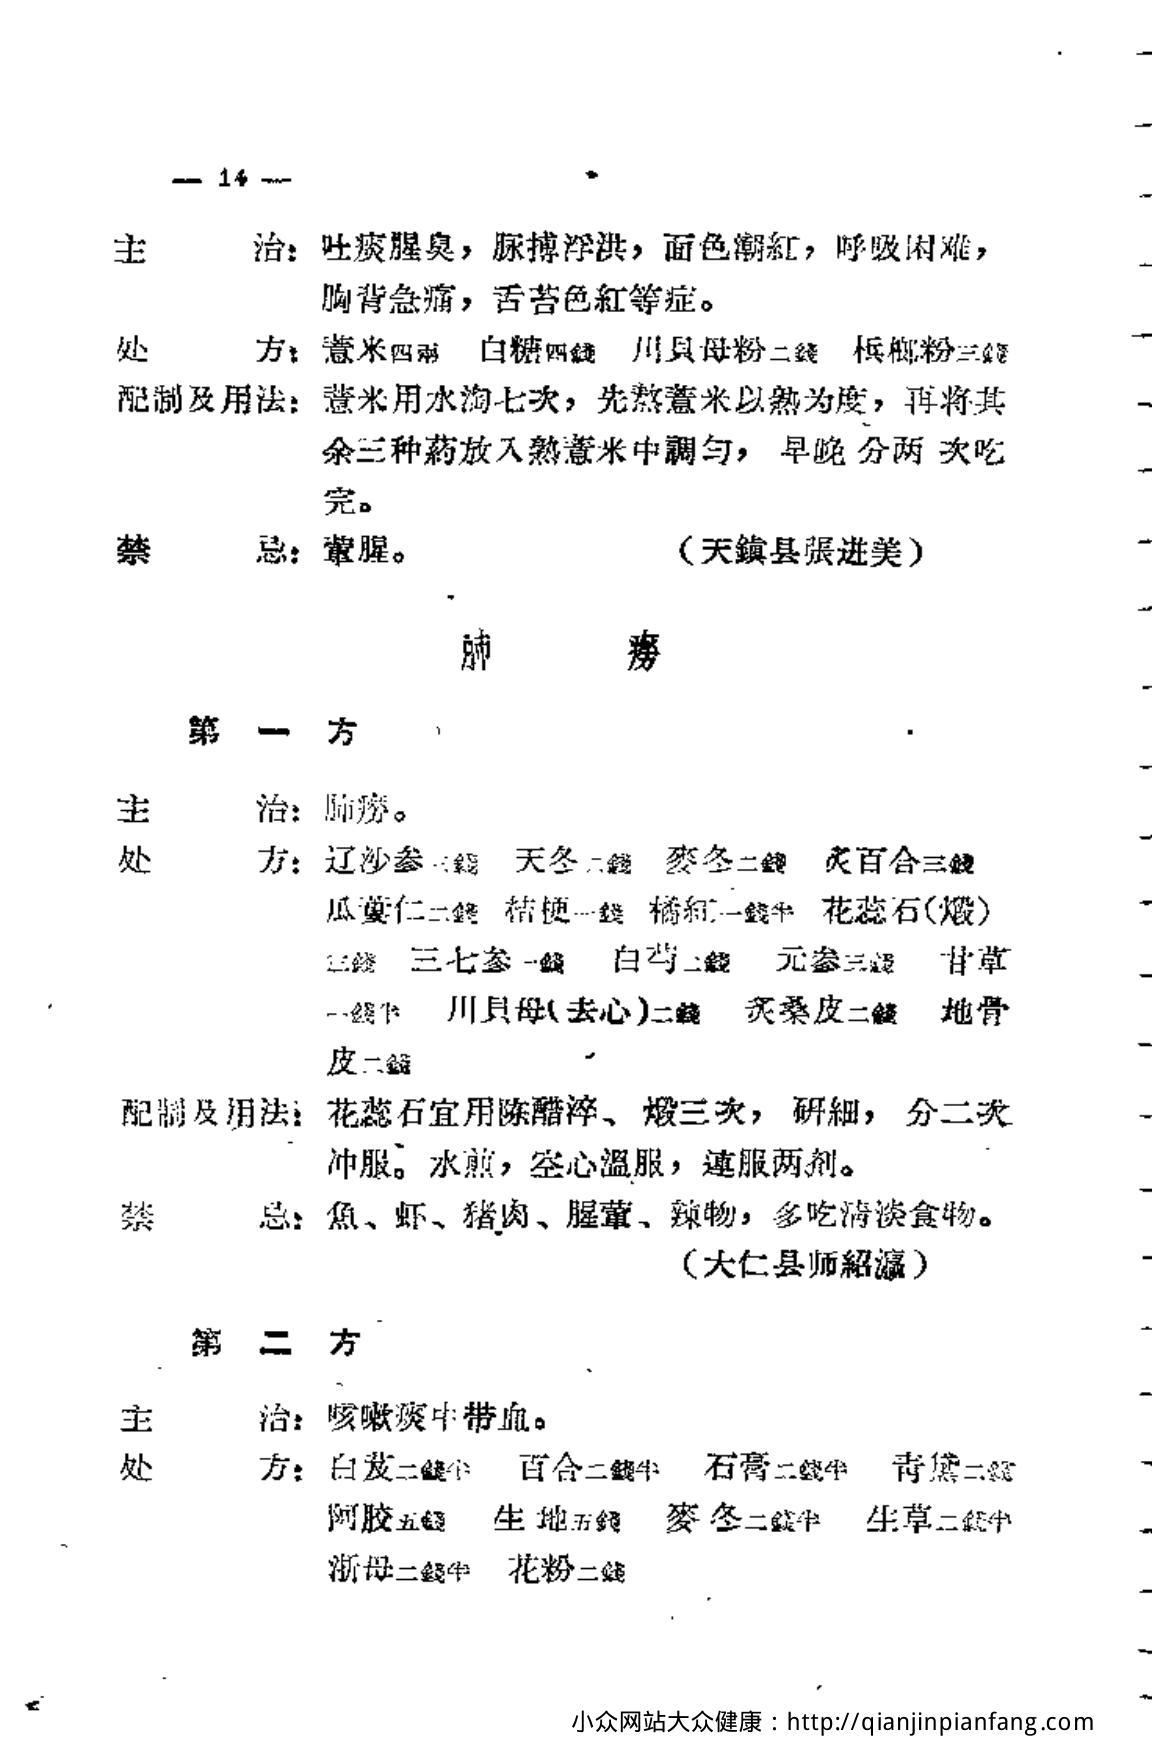 — 14 —
主 治：吐痰腥臭，脉搏浮洪，面色潮紅，呼吸困难，
胸背急痛，舌苔色紅等症。
处 方：薏米四兩 白糖四錢 川貝母粉二錢 梹榔粉三錢
配制及用法：薏米用水淘七次，先熬薏米以熟为度，再将其
余三种葯放入熟薏米中調匀， 早晚 分两 次吃
完。
禁 忌：葷腥。 （天鎮县張进美）
肺 癆
第 一 方
主 治：肺癆。
处 方：辽沙参 錢 天冬 錢 麥冬二錢 炙百合三錢
瓜蔞仁二錢 桔梗一錢 橘紅一錢半 花蕊石（煅）
三錢 三七参一錢 白芍二錢 元参三錢 甘草
一錢半 川貝母（去心）二錢 炙桑皮二錢 地骨
皮二錢
配制及用法：花蕊石宜用陈醋淬、煅三次， 研細， 分二次
冲服。水煎，空心溫服，連服两剂。
禁 忌：魚、虾、猪肉、腥葷、辣物，多吃清淡食物。
（大仁县师紹瀛）
第 二 方
主 治：咳嗽痰中带血。
处 方：白芨二錢半 百合二錢半 石膏二錢半 青黛二錢
阿胶五錢 生地五錢 麥冬二錢半 生草二錢半
浙母二錢半 花粉二錢
小众网站大众健康：http://qianjinpianfang.com